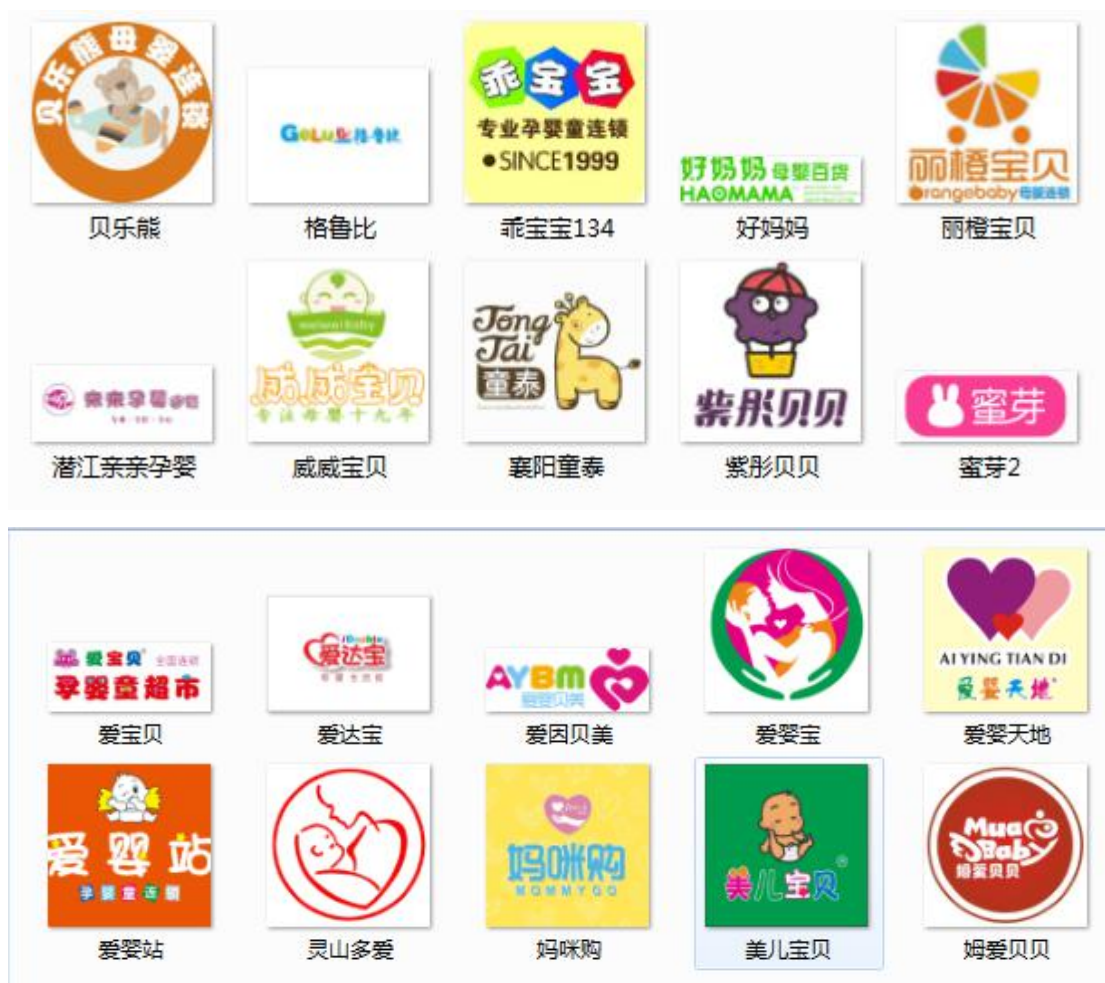 贝乐熊母婴连锁
GOLU比格鲁比
乖宝宝
专业孕婴童连锁
●SINCE1999
好妈妈母婴百货
HAOMAMA
丽橙宝贝
Orangebaby母婴连锁
贝乐熊
格鲁比
乖宝宝134
好妈妈
丽橙宝贝
亲亲孕婴
weiweibaby
威威宝贝
专注母婴十九年
Tong
Tai
童泰
紫彤贝贝
蜜芽
潜江亲亲孕婴
威威宝贝
襄阳童泰
紫彤贝贝
蜜芽2
爱宝贝 全国连锁
孕婴童超市
爱达宝
AYBM
爱婴贝美
AI YING TIAN DI
爱婴天地
爱宝贝
爱达宝
爱因贝美
爱婴宝
爱婴天地
爱婴站
孕婴童连锁
妈咪购
MOMMYGO
美儿宝贝
Mua
Baby
姆爱贝贝
爱婴站
灵山多爱
妈咪购
美儿宝贝
姆爱贝贝